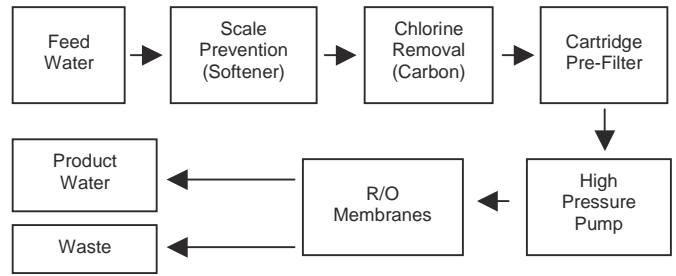 Feed
Water
Scale
Prevention
(Softener)
Chlorine
Removal
(Carbon)
Cartridge
Pre-Filter
High
Pressure
Pump
R/O
Membranes
Product
Water
Waste